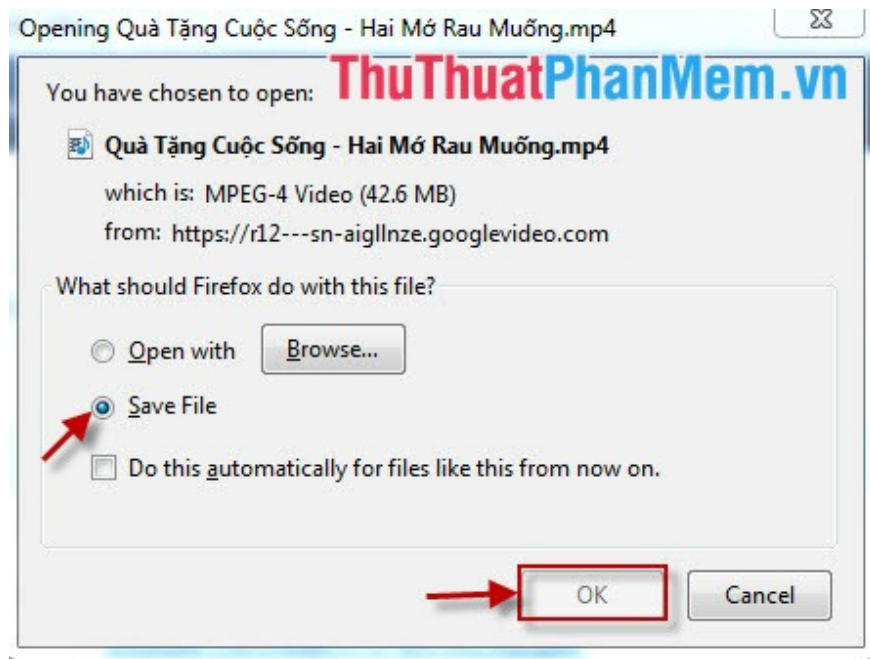 Opening Quà Tặng Cuộc Sống - Hai Mớ Rau Muống.mp4
ThuThuatPhanMem.vn
You have chosen to open:
Quà Tặng Cuộc Sống - Hai Mớ Rau Muống.mp4
which is: MPEG-4 Video (42.6 MB)
from: https://r12---sn-aigllnze.googlevideo.com
What should Firefox do with this file?
Open with Browse...
Save File
Do this automatically for files like this from now on.
OK Cancel